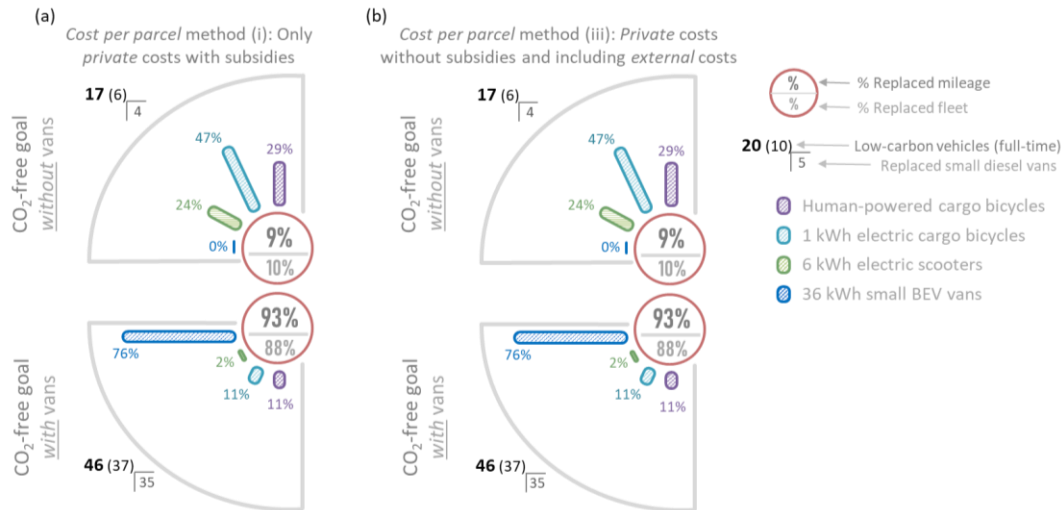 (a)
Cost per parcel method (i): Only
private costs with subsidies
CO2-free goal
without vans
17 (6)
4
47%
29%
24%
0%
9%
10%
CO2-free goal
with vans
93%
88%
76%
2%
11%
11%
46 (37)
35
(b)
Cost per parcel method (iii): Private costs
without subsidies and including external costs
CO2-free goal
without vans
17 (6)
4
47%
29%
24%
0%
9%
10%
CO2-free goal
with vans
93%
88%
76%
2%
11%
11%
46 (37)
35
%
% Replaced mileage
%
% Replaced fleet
20 (10)
Low-carbon vehicles (full-time)
5
Replaced small diesel vans
Human-powered cargo bicycles
1 kWh electric cargo bicycles
6 kWh electric scooters
36 kWh small BEV vans